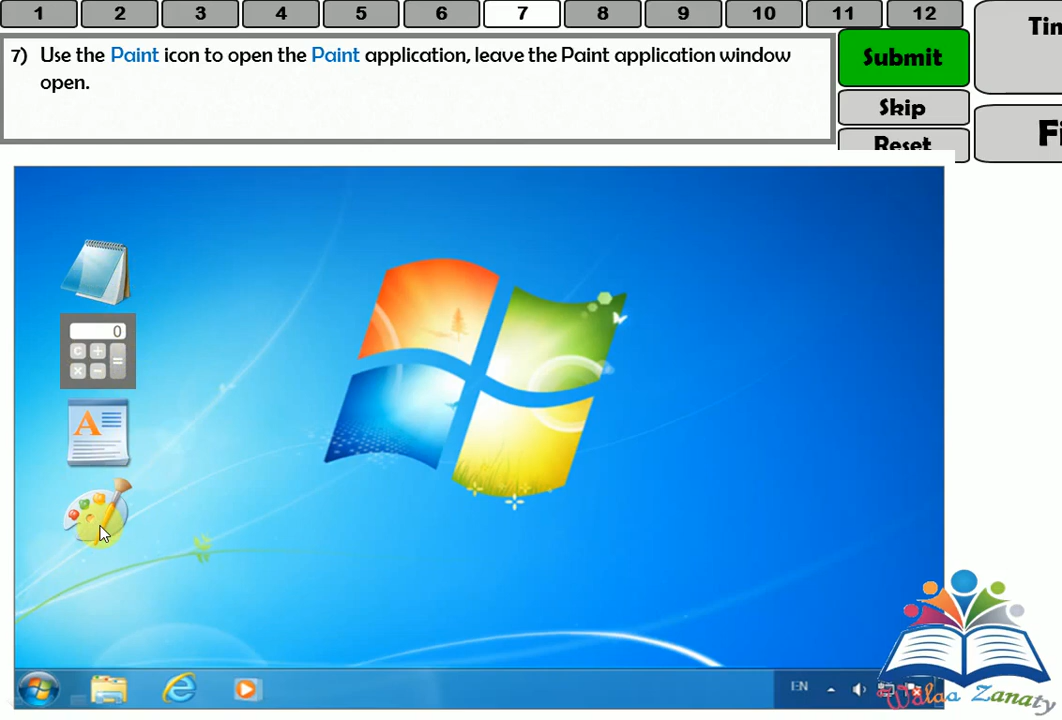 1 2 3 4 5 6 7 8 9 10 11 12
7) Use the Paint icon to open the Paint application, leave the Paint application window
open.
Submit
Skip
Reset
Tim
Fi
0
C + =
× −
A
EN
Walaa Zanaty